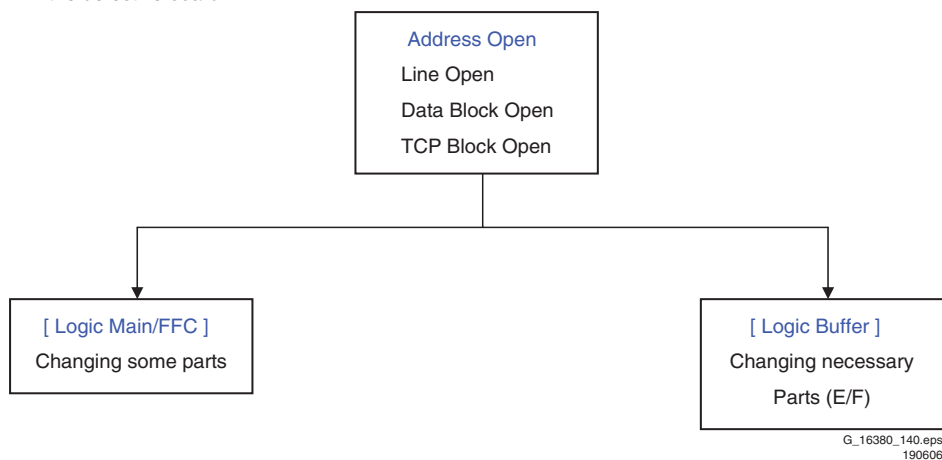 Address Open
Line Open
Data Block Open
TCP Block Open
[ Logic Main/FFC ]
Changing some parts
[ Logic Buffer ]
Changing necessary
Parts (E/F)
G_16380_140.eps
190606